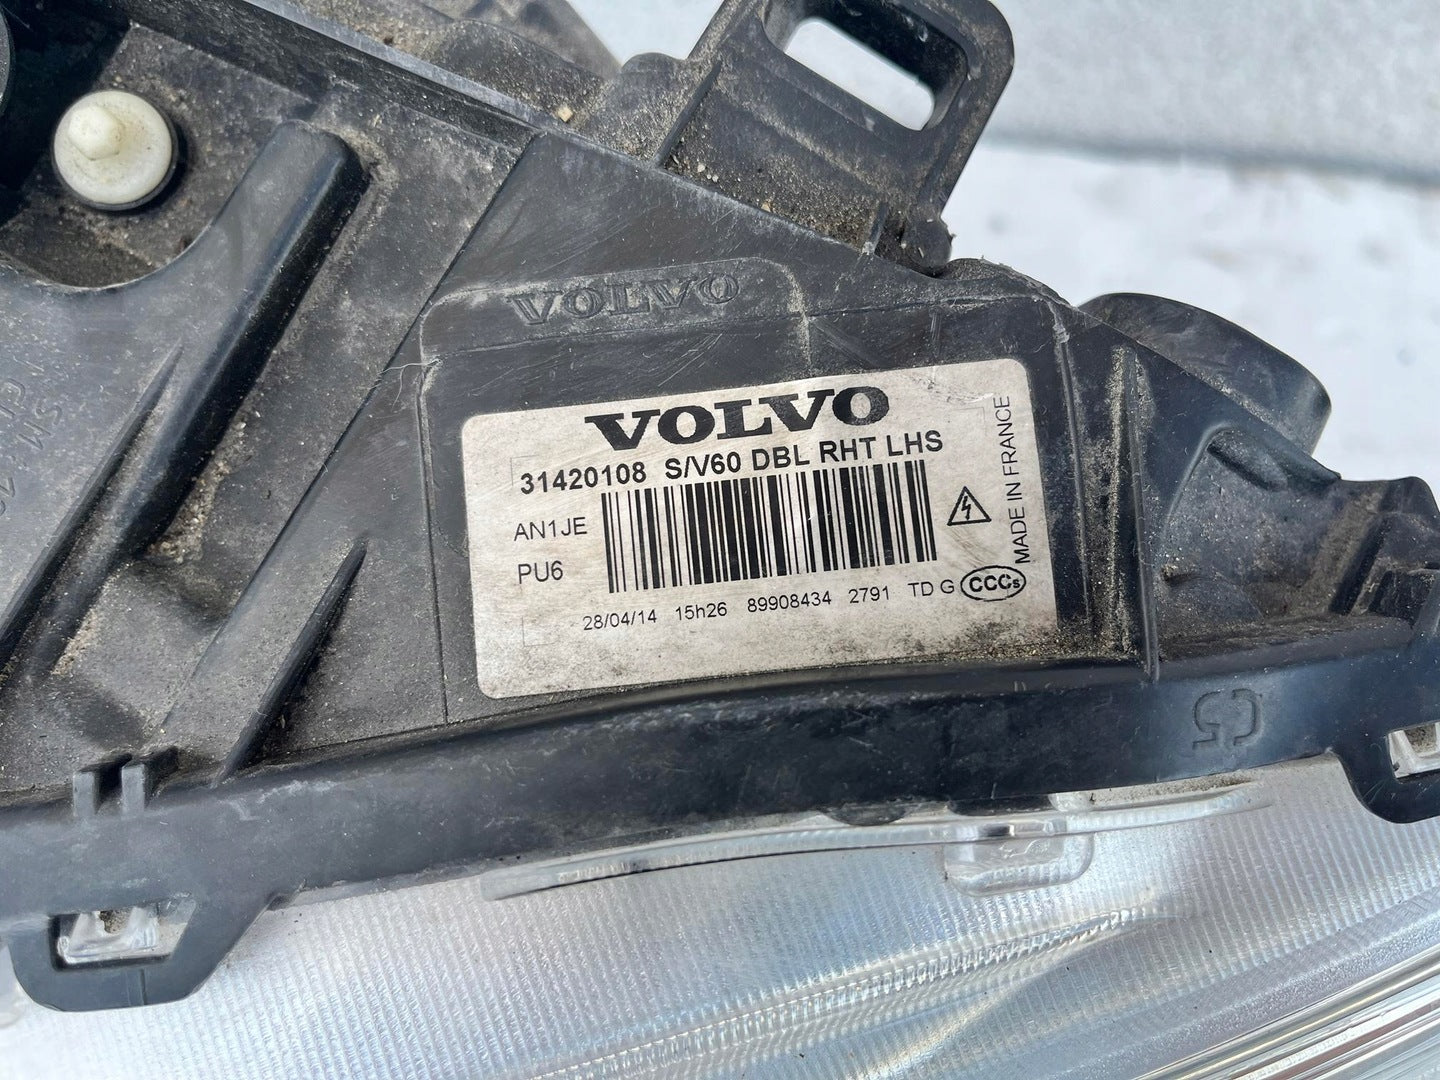 VOLVO
VOLVO
31420108 S/V60 DBL RHT LHS
AN1JE
PU6
MADE IN FRANCE
28/04/14 15h26 89908434 2791 TD G CCCs
C5